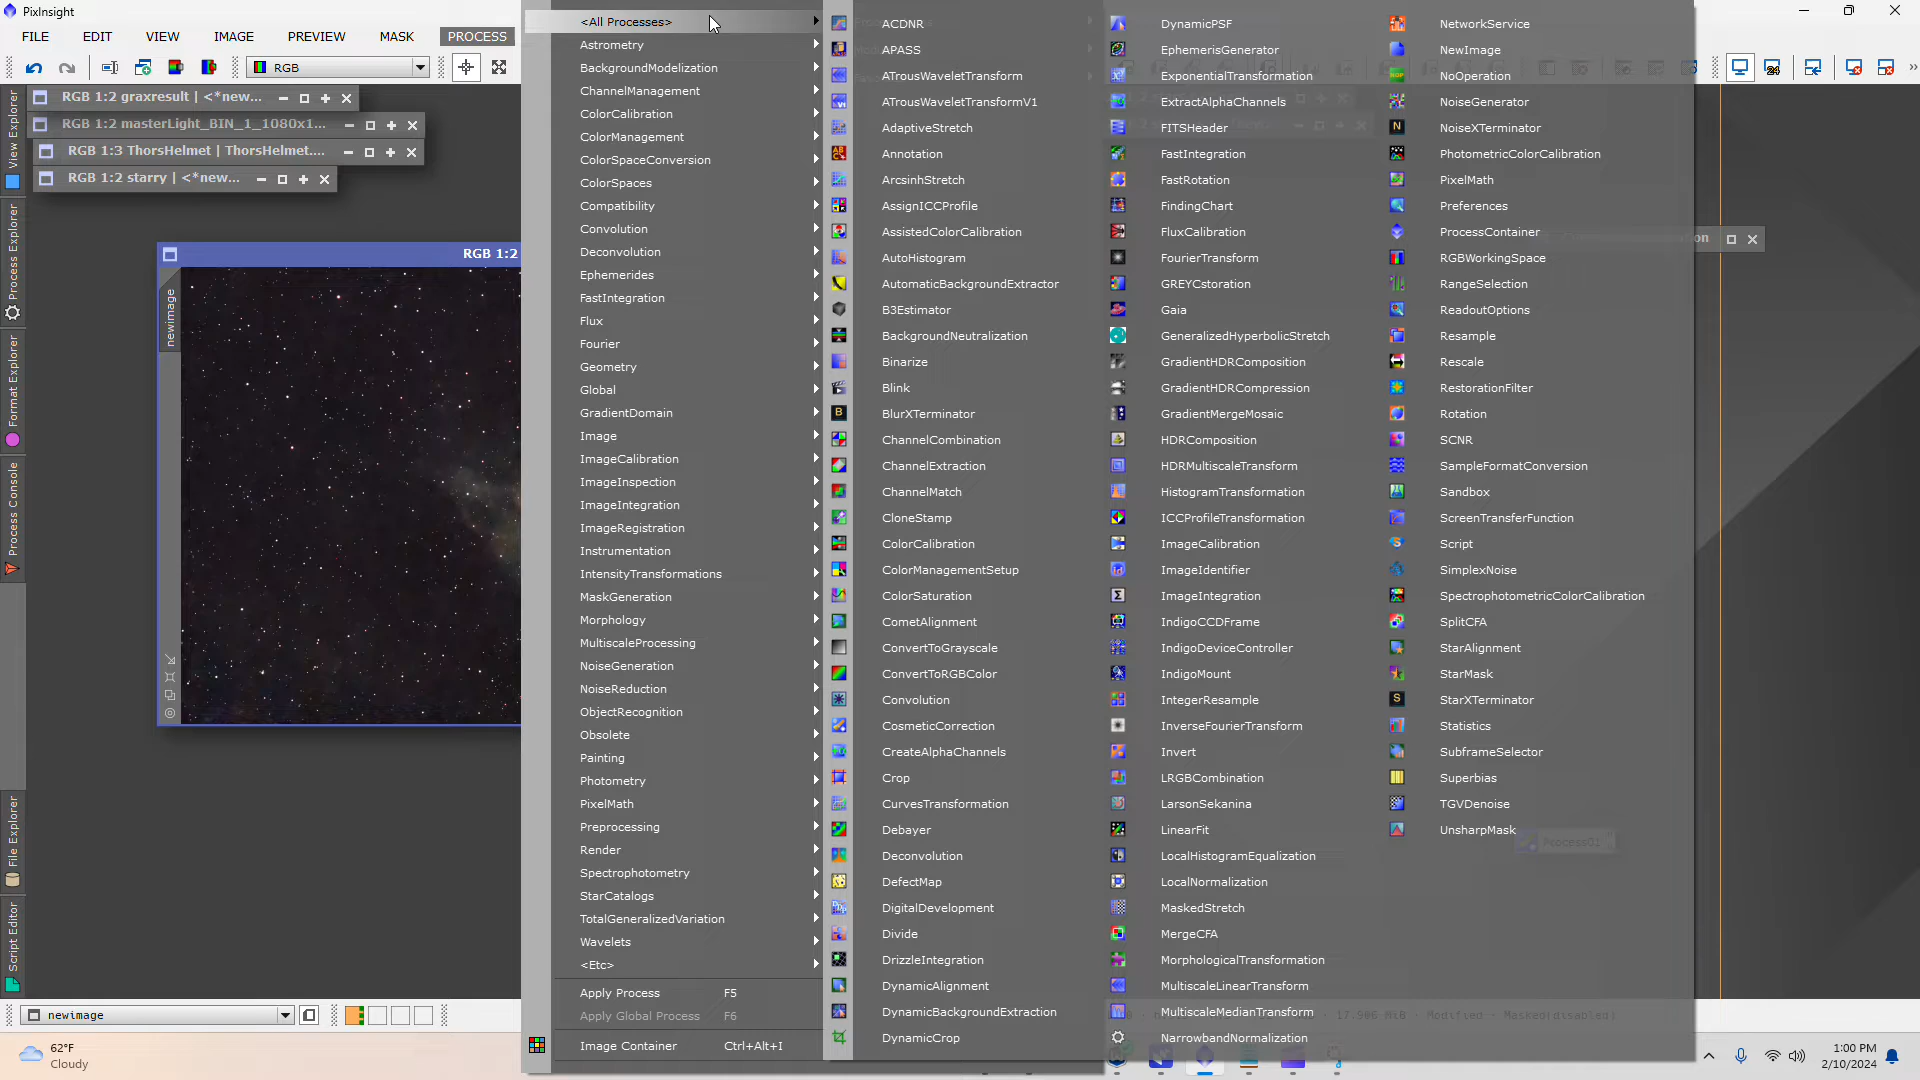 PixInsight
FILE EDIT VIEW IMAGE PREVIEW MASK PROCESS
RGB
RGB 1:2 graxresult | <*new...
RGB 1:2 masterLight_BIN_1_1080x1...
RGB 1:3 ThorsHelmet | ThorsHelmet....
RGB 1:2 starry | <*new...
RGB 1:2
newimage
View Explorer
Process Explorer
Format Explorer
Process Console
File Explorer
Script Editor
<All Processes>
Astrometry
BackgroundModelization
ChannelManagement
ColorCalibration
ColorManagement
ColorSpaceConversion
ColorSpaces
Compatibility
Convolution
Deconvolution
Ephemerides
FastIntegration
Flux
Fourier
Geometry
Global
GradientDomain
Image
ImageCalibration
ImageInspection
ImageIntegration
ImageRegistration
Instrumentation
IntensityTransformations
MaskGeneration
Morphology
MultiscaleProcessing
NoiseGeneration
NoiseReduction
ObjectRecognition
Obsolete
Painting
Photometry
PixelMath
Preprocessing
Render
Spectrophotometry
StarCatalogs
TotalGeneralizedVariation
Wavelets
<Etc>
Apply Process F5
Apply Global Process F6
Image Container Ctrl+Alt+I
ACDNR
APASS
ATrousWaveletTransform
ATrousWaveletTransformV1
AdaptiveStretch
Annotation
ArcsinhStretch
AssignICCProfile
AssistedColorCalibration
AutoHistogram
AutomaticBackgroundExtractor
B3Estimator
BackgroundNeutralization
Binarize
Blink
BlurXTerminator
ChannelCombination
ChannelExtraction
ChannelMatch
CloneStamp
ColorCalibration
ColorManagementSetup
ColorSaturation
CometAlignment
ConvertToGrayscale
ConvertToRGBColor
Convolution
CosmeticCorrection
CreateAlphaChannels
Crop
CurvesTransformation
Debayer
Deconvolution
DefectMap
DigitalDevelopment
Divide
DrizzleIntegration
DynamicAlignment
DynamicBackgroundExtraction
DynamicCrop
DynamicPSF
EphemerisGenerator
ExponentialTransformation
ExtractAlphaChannels
FITSHeader
FastIntegration
FastRotation
FindingChart
FluxCalibration
FourierTransform
GREYCstoration
Gaia
GeneralizedHyperbolicStretch
GradientHDRComposition
GradientHDRCompression
GradientMergeMosaic
HDRComposition
HDRMultiscaleTransform
HistogramTransformation
ICCProfileTransformation
ImageCalibration
ImageIdentifier
ImageIntegration
IndigoCCDFrame
IndigoDeviceController
IndigoMount
IntegerResample
InverseFourierTransform
Invert
LRGBCombination
LarsonSekanina
LinearFit
LocalHistogramEqualization
LocalNormalization
MaskedStretch
MergeCFA
MorphologicalTransformation
MultiscaleLinearTransform
MultiscaleMedianTransform
NarrowbandNormalization
NetworkService
NewImage
NoOperation
NoiseGenerator
NoiseXTerminator
PhotometricColorCalibration
PixelMath
Preferences
ProcessContainer
RGBWorkingSpace
RangeSelection
ReadoutOptions
Resample
Rescale
RestorationFilter
Rotation
SCNR
SampleFormatConversion
Sandbox
ScreenTransferFunction
Script
SimplexNoise
SpectrophotometricColorCalibration
SplitCFA
StarAlignment
StarMask
StarXTerminator
Statistics
SubframeSelector
Superbias
TGVDenoise
UnsharpMask
Process01
17.906 MiB · Modified · Masked(disabled)
newimage
62°F
Cloudy
1:00 PM
2/10/2024